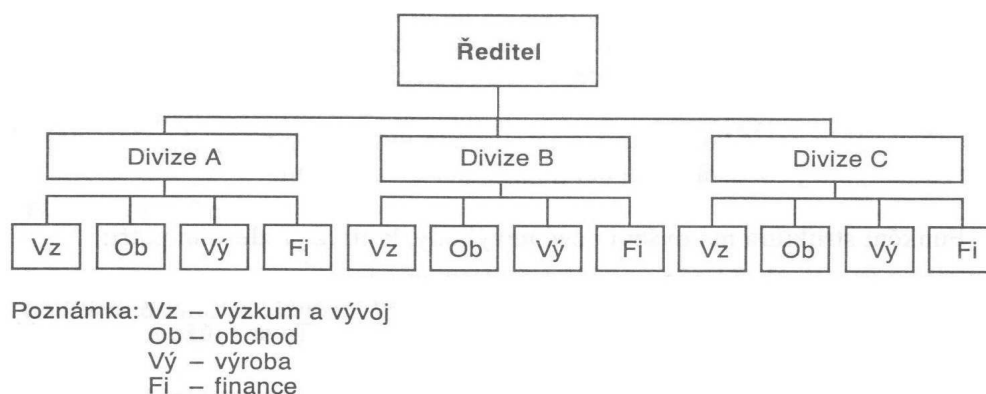 Ředitel
Divize A Divize B Divize C
Vz Ob Vý Fi Vz Ob Vý Fi Vz Ob Vý Fi
Poznámka: Vz – výzkum a vývoj
Ob – obchod
Vý – výroba
Fi – finance